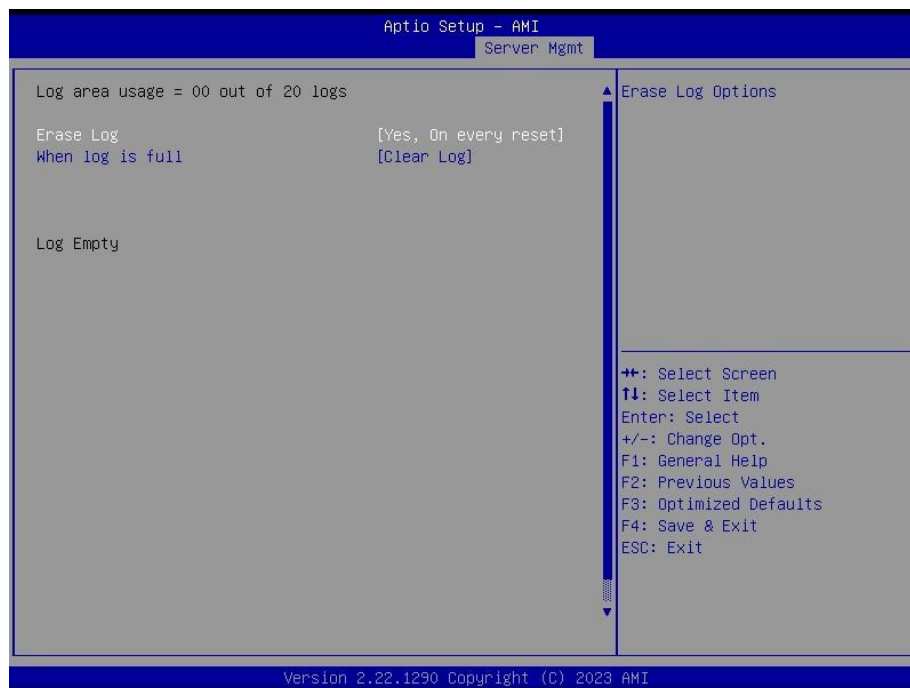 Aptio Setup – AMI
Server Mgmt
Log area usage = 00 out of 20 logs
Erase Log [Yes, On every reset]
When log is full [Clear Log]
Log Empty
Erase Log Options
→←: Select Screen
↑↓: Select Item
Enter: Select
+/-: Change Opt.
F1: General Help
F2: Previous Values
F3: Optimized Defaults
F4: Save & Exit
ESC: Exit
Version 2.22.1290 Copyright (C) 2023 AMI